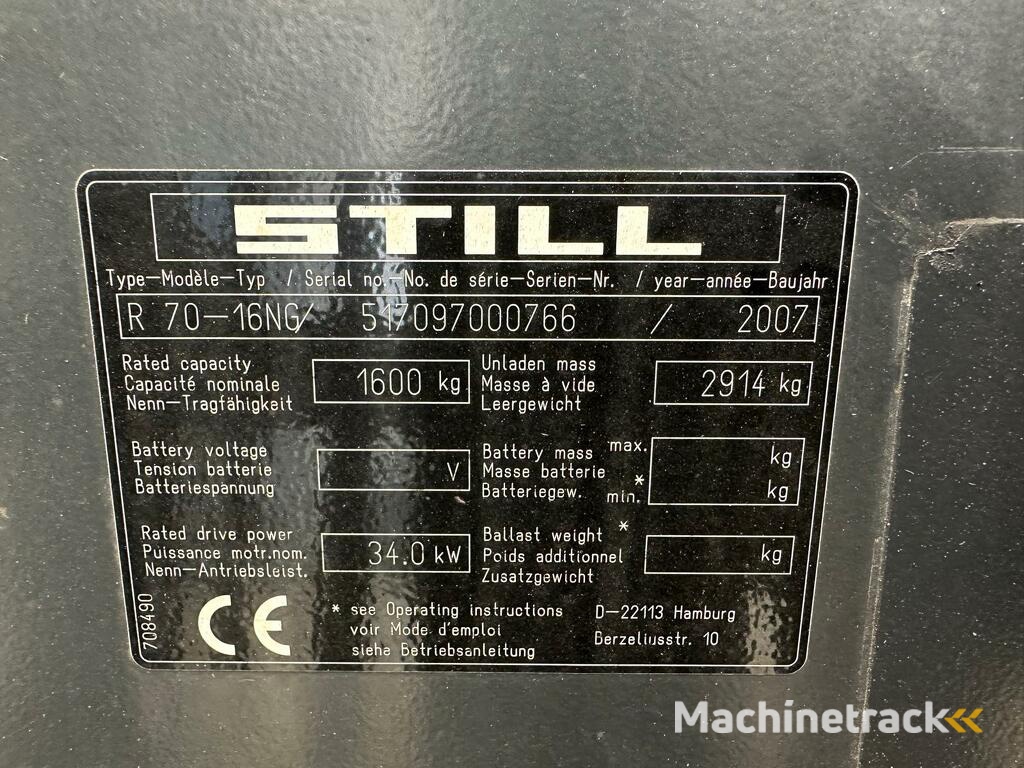 STILL
Type-Modèle-Typ / Serial no.-No. de série-Serien-Nr. / year-année-Baujahr
R 70-16NG/ 517097000766 / 2007
Rated capacity
Capacité nominale
Nenn-Tragfähigkeit
1600 kg
Unladen mass
Masse à vide
Leergewicht
2914 kg
Battery voltage
Tension batterie
Batteriespannung
V
Battery mass max.
Masse batterie
Batteriegew. min.*
kg
kg
Rated drive power
Puissance motr.nom.
Nenn-Antriebsleist.
34.0 kW
Ballast weight *
Poids additionnel
Zusatzgewicht
kg
708490
CE
* see Operating instructions
voir Mode d'emploi
siehe Betriebsanleitung
D-22113 Hamburg
Berzeliusstr. 10
Machinetrack